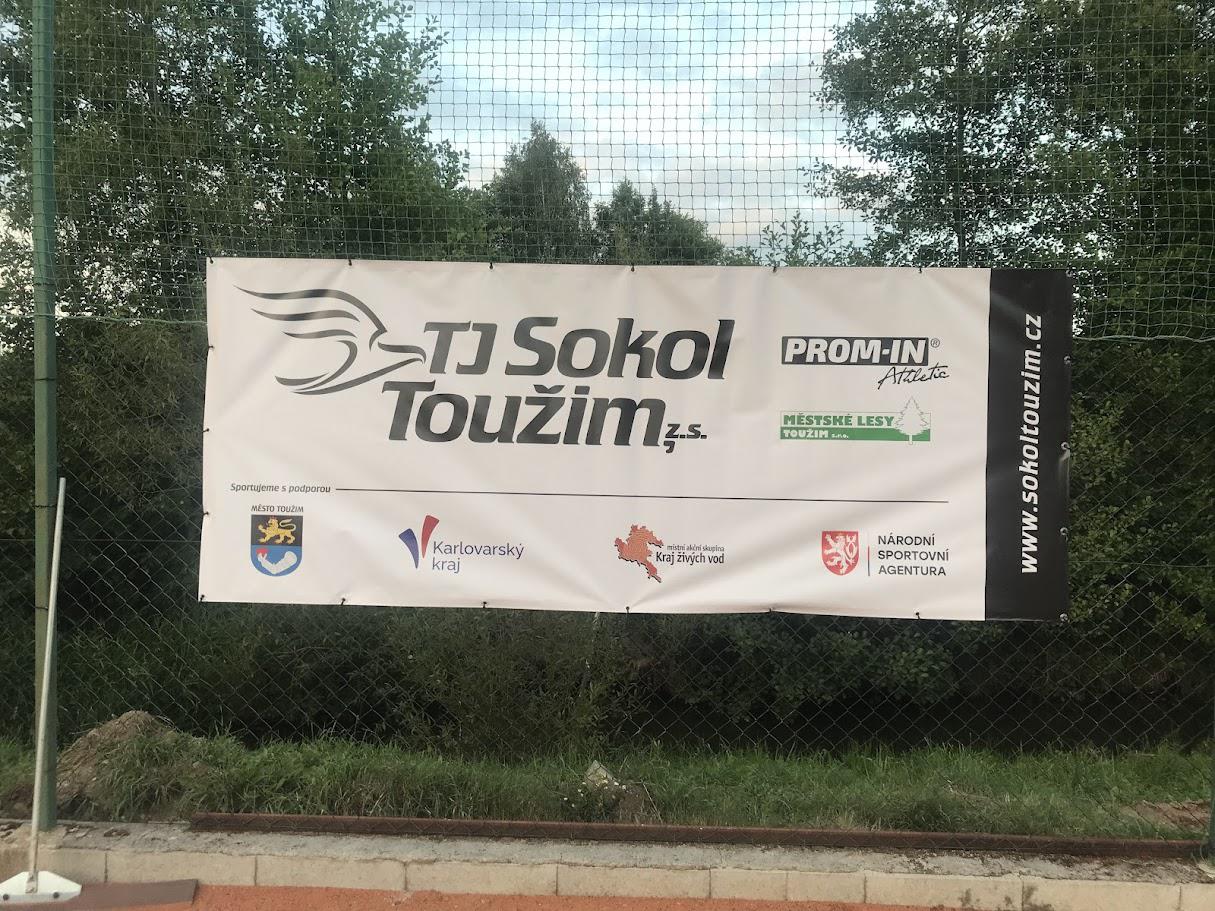 TJ Sokol
Toužim, z.s.
PROM-IN®
Athletic
MĚSTSKÉ LESY
TOUŽIM s.r.o.
www.sokoltouzim.cz
Sportujeme s podporou
MĚSTO TOUŽIM
Karlovarský
kraj
místní akční skupina
Kraj živých vod
NÁRODNÍ
SPORTOVNÍ
AGENTURA